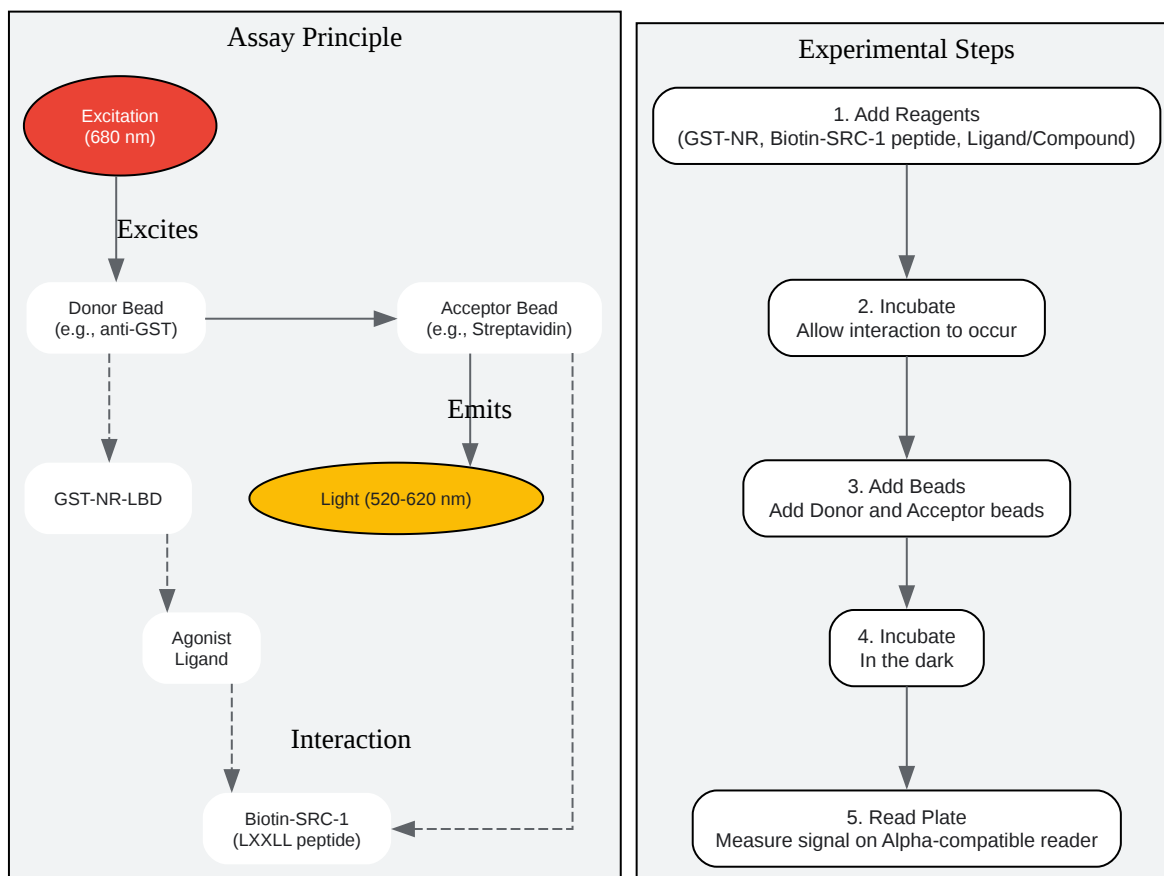 Assay Principle
Excitation
(680 nm)
Excites
Donor Bead
(e.g., anti-GST)
Acceptor Bead
(e.g., Streptavidin)
Emits
GST-NR-LBD
Light (520-620 nm)
Agonist
Ligand
Interaction
Biotin-SRC-1
(LXXLL peptide)
Experimental Steps
1. Add Reagents
(GST-NR, Biotin-SRC-1 peptide, Ligand/Compound)
2. Incubate
Allow interaction to occur
3. Add Beads
Add Donor and Acceptor beads
4. Incubate
In the dark
5. Read Plate
Measure signal on Alpha-compatible reader